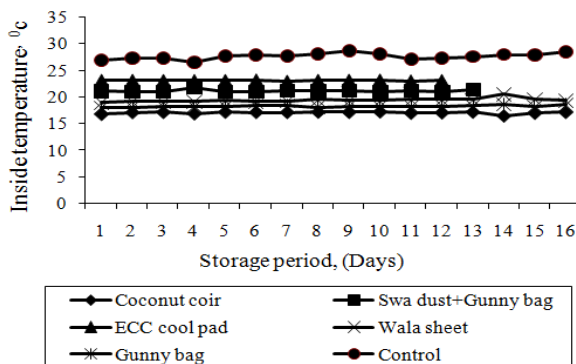 Inside temperature· ⁰c
35
30
25
20
15
10
5
0
1 2 3 4 5 6 7 8 9 10 11 12 13 14 15 16
Storage period, (Days)
Coconut coir
Swa dust+Gunny bag
ECC cool pad
Wala sheet
Gunny bag
Control